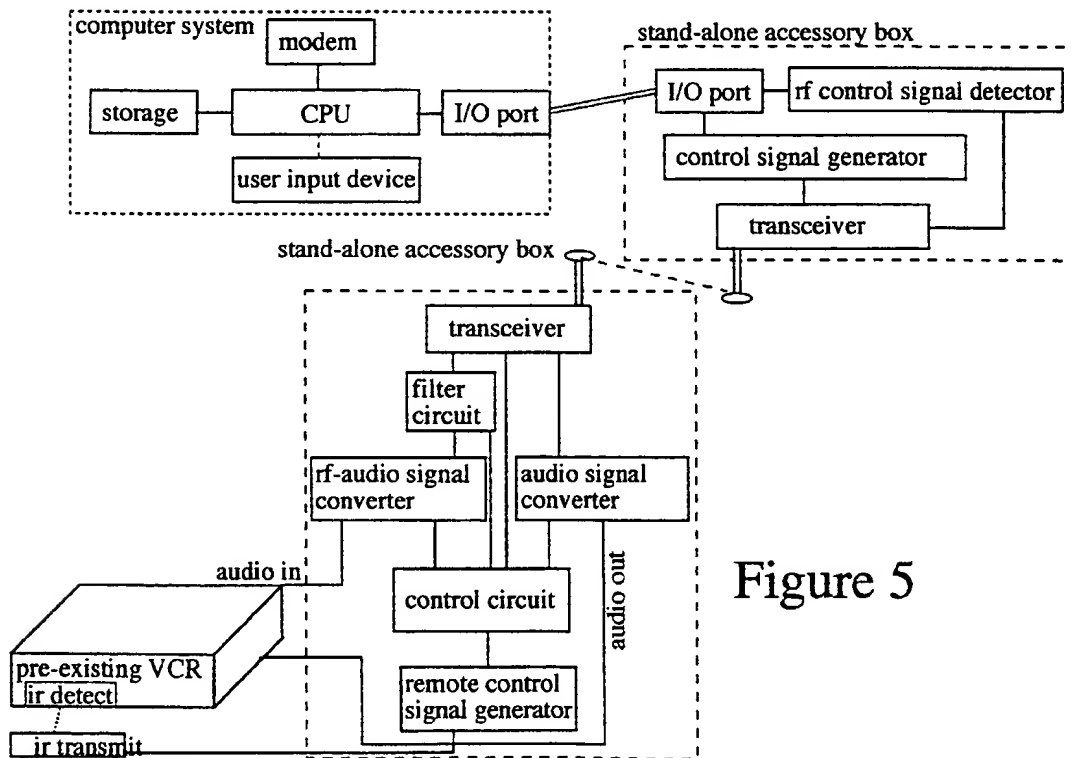 computer system
modem
storage
CPU
I/O port
user input device
stand-alone accessory box
I/O port
rf control signal detector
control signal generator
transceiver
stand-alone accessory box
transceiver
filter
circuit
rf-audio signal
converter
audio signal
converter
audio in
control circuit
audio out
Figure 5
pre-existing VCR
ir detect
remote control
signal generator
ir transmit